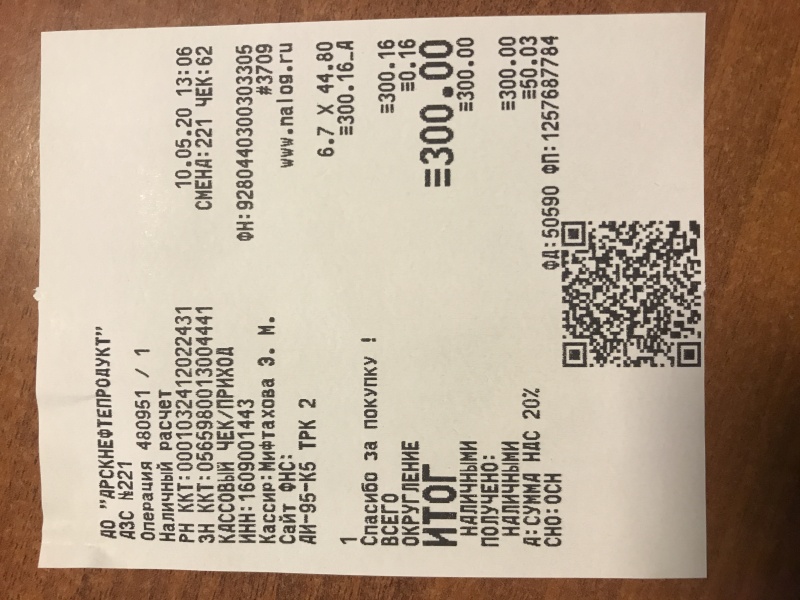 АО "АРСКНЕФТЕПРОДУКТ"
АЗС №221
Операция 480951 / 1
Наличный расчет 10.05.20 13:06
РН ККТ:0001032412022431 СМЕНА:221 ЧЕК:62
ЗН ККТ:0565980013004441
КАССОВЫЙ ЧЕК/ПРИХОД
ИНН:1609001443 ФН:9280440300303305
Кассир:Мифтахова Э. М. #3709
Сайт ФНС: www.nalog.ru
АИ-95-К5 ТРК 2
6.7 X 44.80
1 ≡300.16_А
Спасибо за покупку !
ВСЕГО ≡300.16
ОКРУГЛЕНИЕ ≡0.16
ИТОГ ≡300.00
НАЛИЧНЫМИ ≡300.00
ПОЛУЧЕНО:
НАЛИЧНЫМИ ≡300.00
А:СУММА НДС 20% ≡50.03
СНО:ОСН ФД:50590 ФП:1257687784